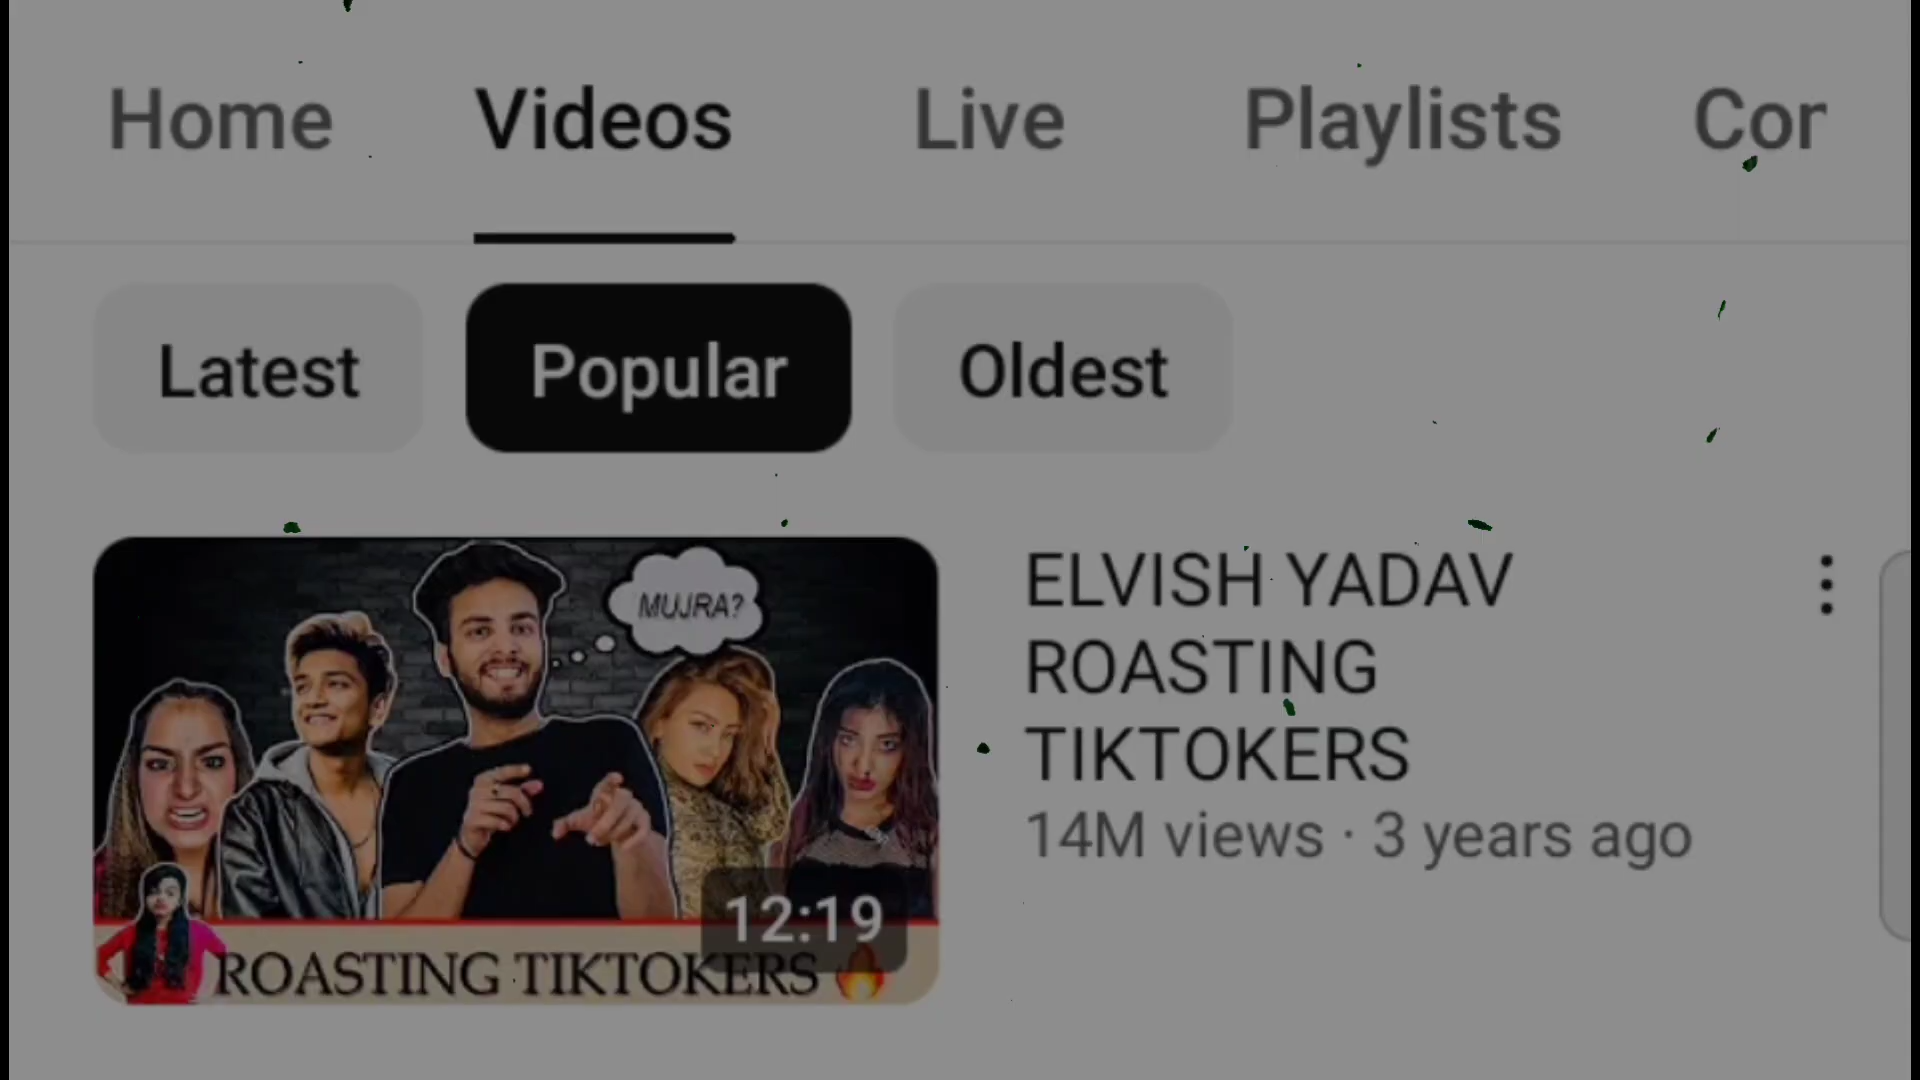 Home Videos Live Playlists Cor
Latest Popular Oldest
MUJRA?
12:19
ROASTING TIKTOKERS
ELVISH YADAV
ROASTING
TIKTOKERS
14M views · 3 years ago